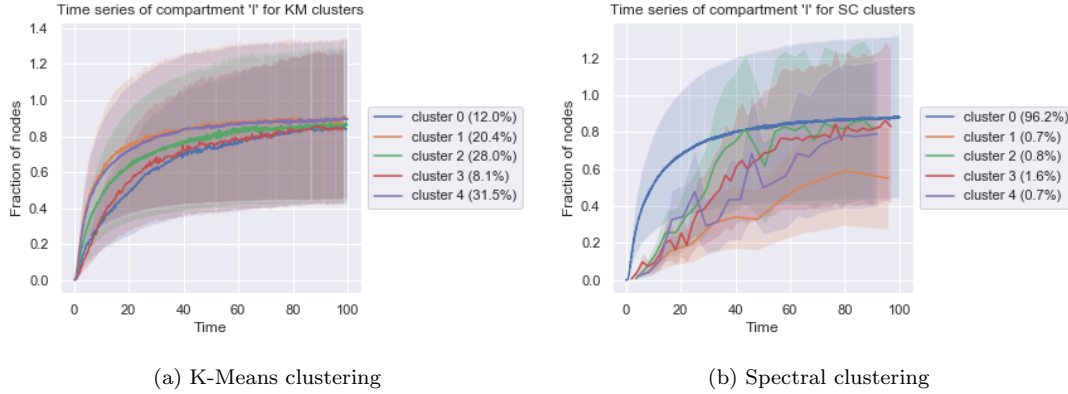 Time series of compartment 'I' for KM clusters
1.4
1.2
1.0
0.8
0.6
0.4
0.2
0.0
Fraction of nodes
0 20 40 60 80 100
Time
cluster 0 (12.0%)
cluster 1 (20.4%)
cluster 2 (28.0%)
cluster 3 (8.1%)
cluster 4 (31.5%)
(a) K-Means clustering
Time series of compartment 'I' for SC clusters
1.2
1.0
0.8
0.6
0.4
0.2
0.0
Fraction of nodes
0 20 40 60 80 100
Time
cluster 0 (96.2%)
cluster 1 (0.7%)
cluster 2 (0.8%)
cluster 3 (1.6%)
cluster 4 (0.7%)
(b) Spectral clustering